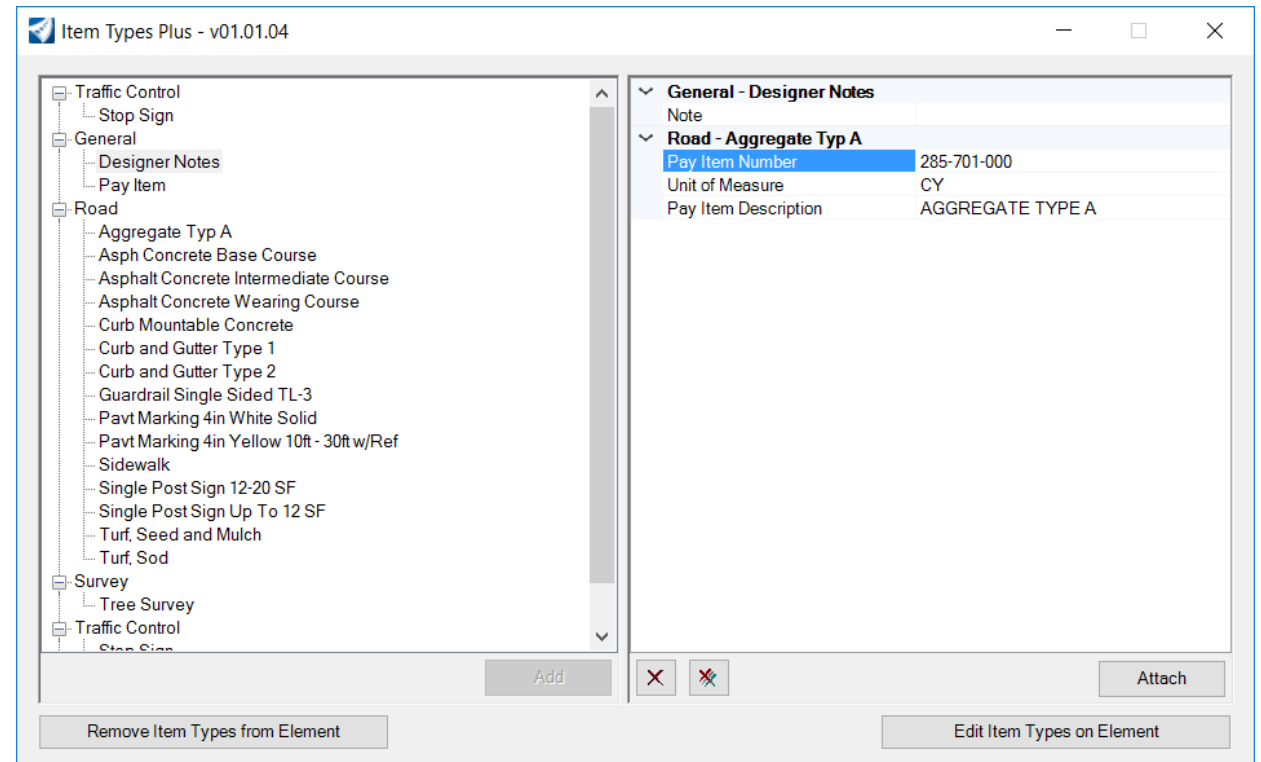 Item Types Plus - v01.01.04
Traffic Control
Stop Sign
General
Designer Notes
Pay Item
Road
Aggregate Typ A
Asph Concrete Base Course
Asphalt Concrete Intermediate Course
Asphalt Concrete Wearing Course
Curb Mountable Concrete
Curb and Gutter Type 1
Curb and Gutter Type 2
Guardrail Single Sided TL-3
Pavt Marking 4in White Solid
Pavt Marking 4in Yellow 10ft - 30ft w/Ref
Sidewalk
Single Post Sign 12-20 SF
Single Post Sign Up To 12 SF
Turf, Seed and Mulch
Turf, Sod
Survey
Tree Survey
Traffic Control
Stop Sign
Add
Remove Item Types from Element
General - Designer Notes
Note
Road - Aggregate Typ A
Pay Item Number 285-701-000
Unit of Measure CY
Pay Item Description AGGREGATE TYPE A
Attach
Edit Item Types on Element